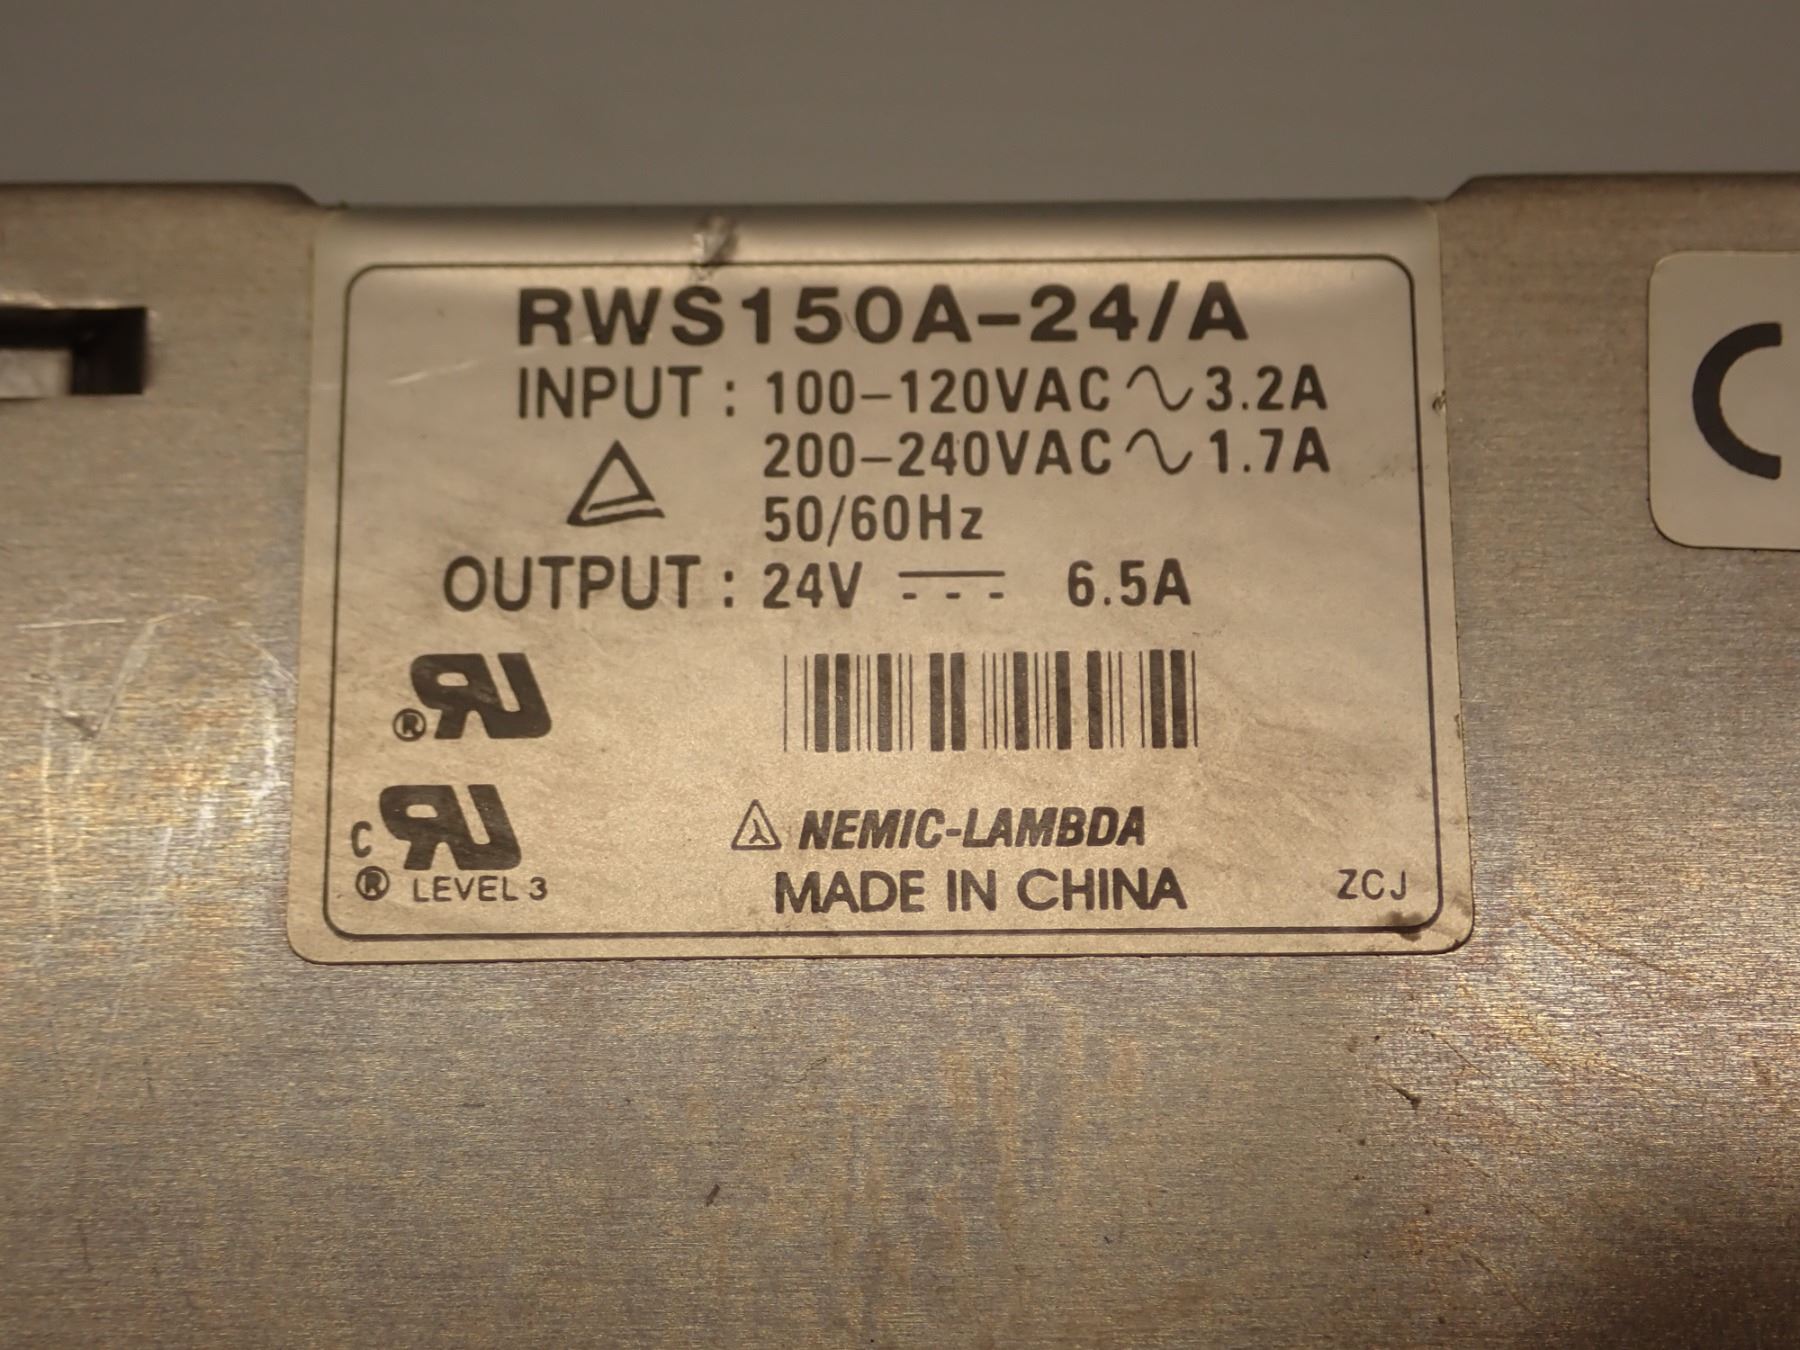 RWS150A-24/A
INPUT : 100-120VAC ∿ 3.2A
200-240VAC ∿ 1.7A
50/60Hz
OUTPUT : 24V ⎓ 6.5A
®
NEMIC-LAMBDA
C
® LEVEL 3
MADE IN CHINA
ZCJ